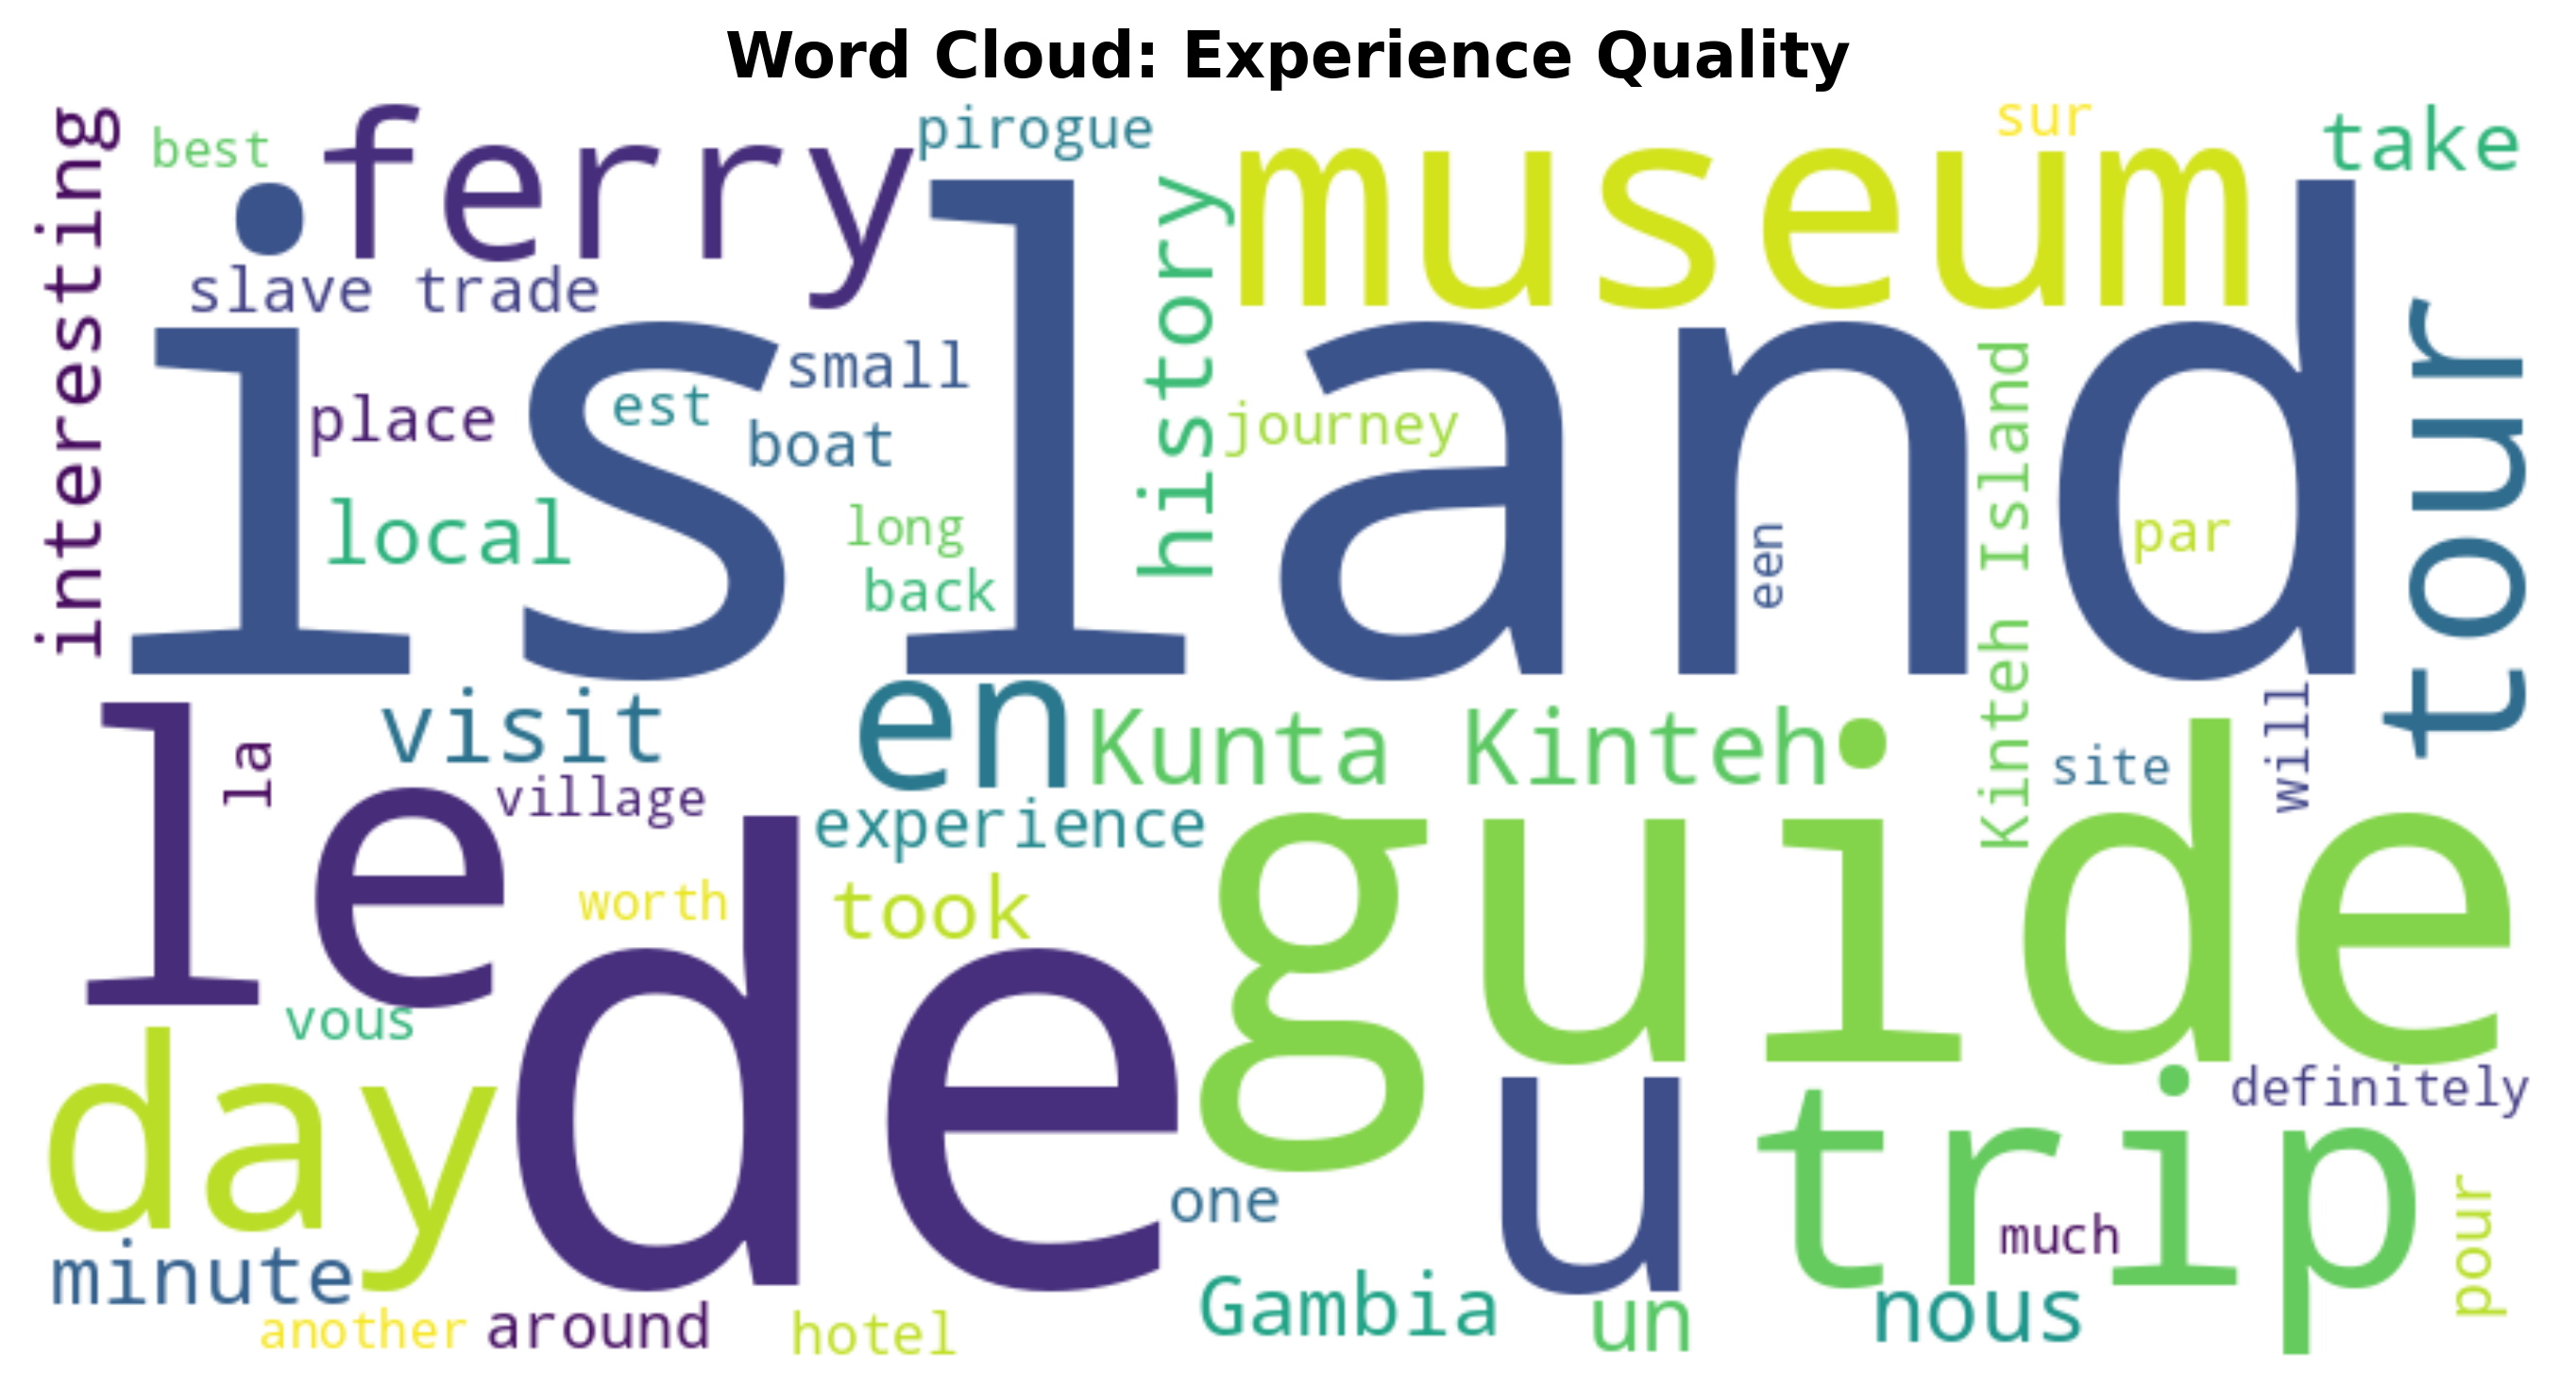 Word Cloud: Experience Quality
interesting
best
ferry
pirogue
museum
sur
take
slave trade
island
history
tour
small
place
est
boat
journey
Kinteh Island
local
long
back
een
par
le
la
visit
en
Kunta Kinteh
will
site
village
experience
guide
worth
took
de
vous
day
u
trip
definitely
one
much
pour
minute
Gambia
nous
another
around
hotel
un